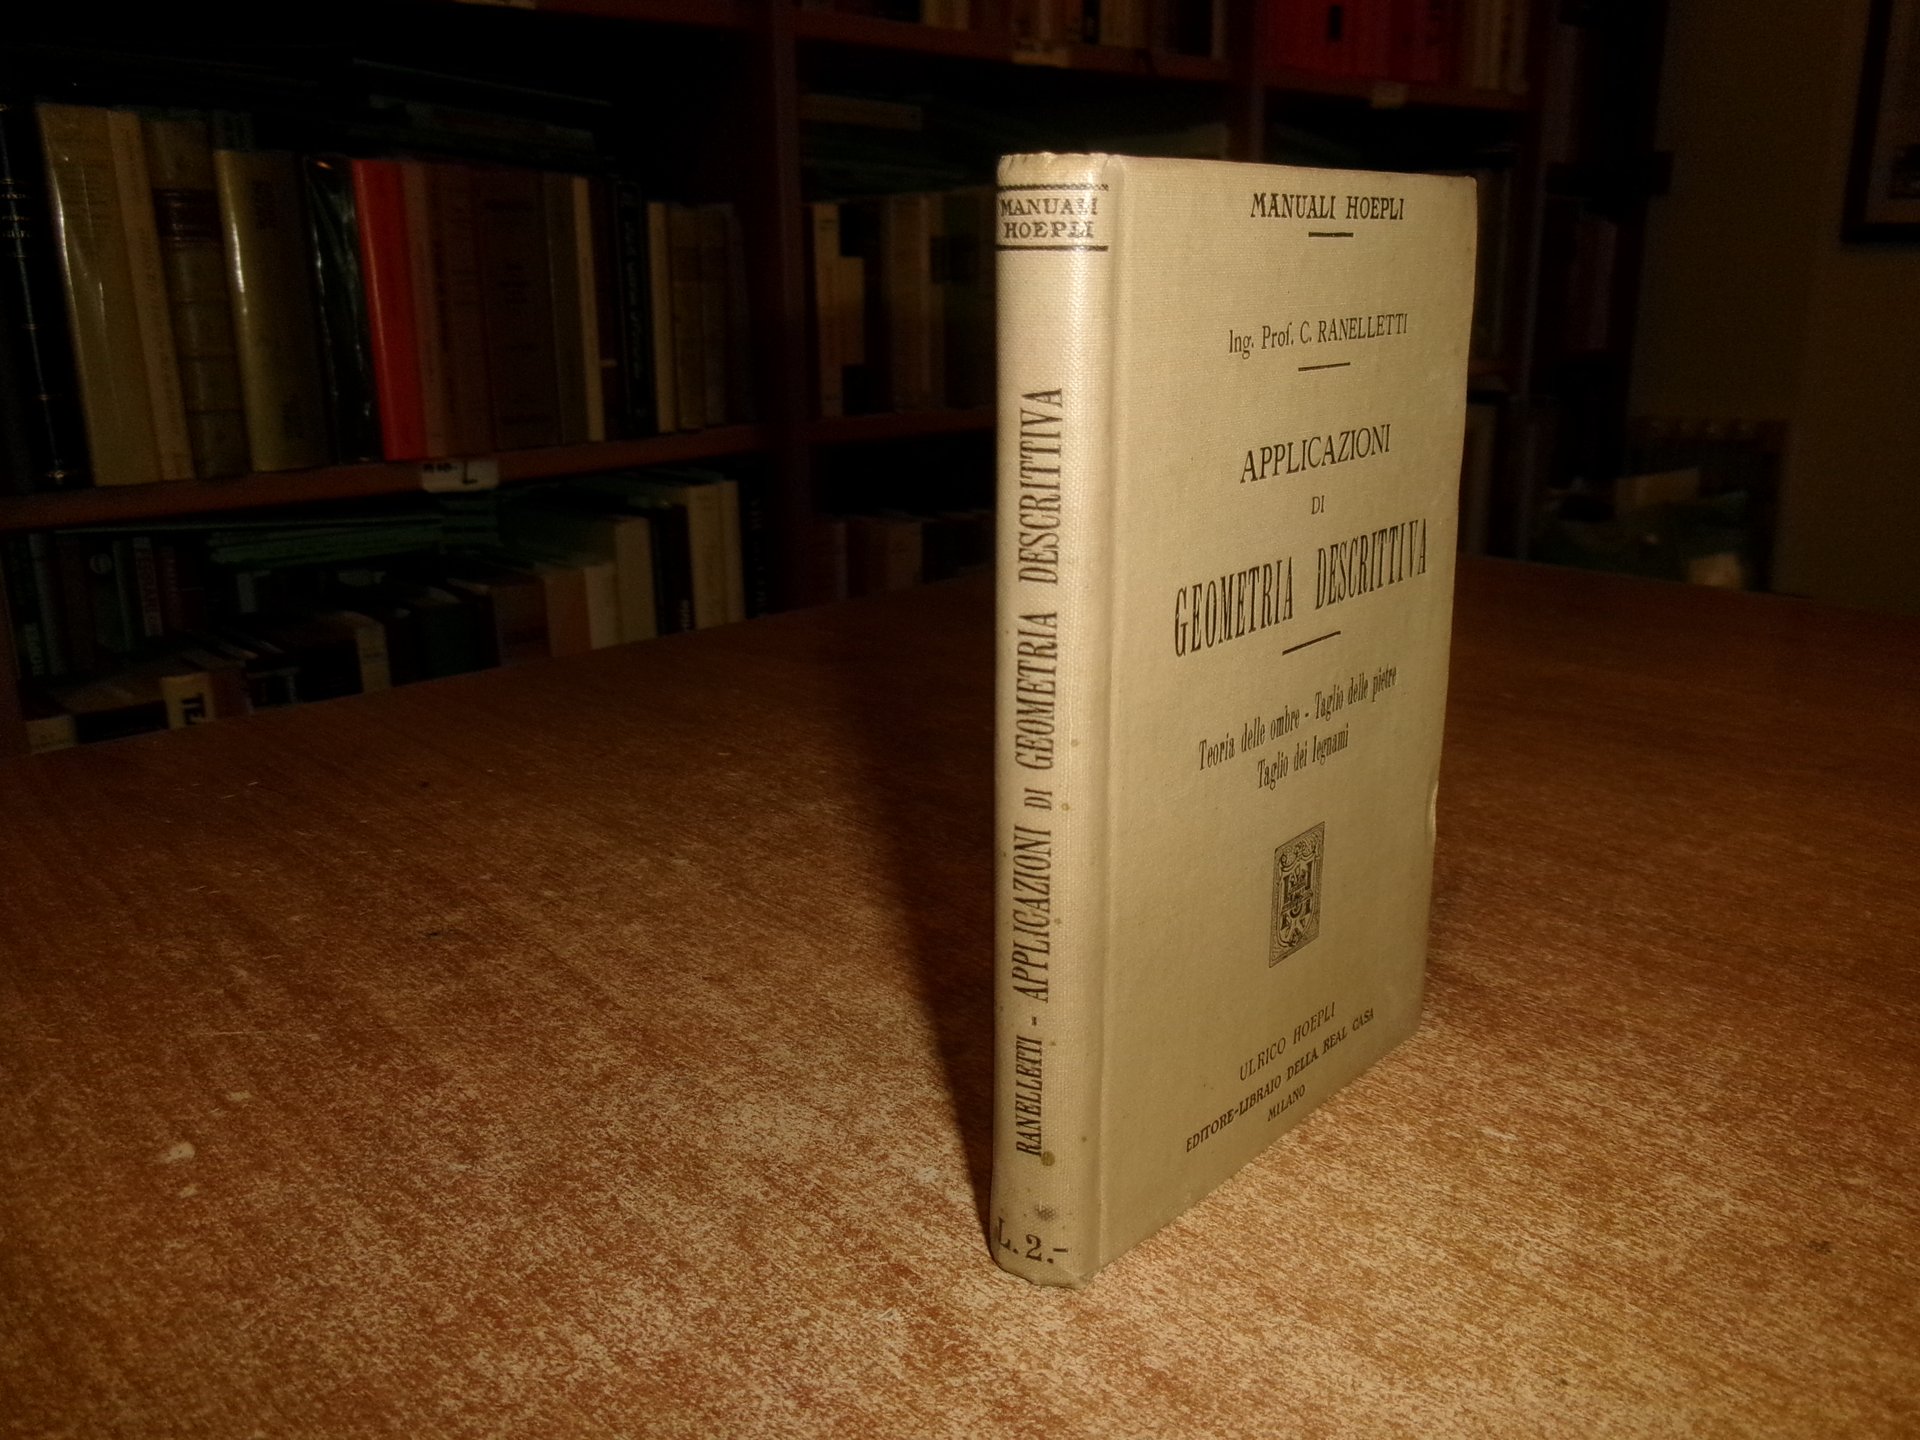 MANUALI
HOEPLI
RANELLETTI - APPLICAZIONI DI GEOMETRIA DESCRITTIVA
L. 2.-
MANUALI HOEPLI
Ing. Prof. C. RANELLETTI
APPLICAZIONI
DI
GEOMETRIA DESCRITTIVA
Teoria delle ombre - Taglio delle pietre
Taglio dei legnami
ULRICO HOEPLI
EDITORE-LIBRAIO DELLA REAL CASA
MILANO